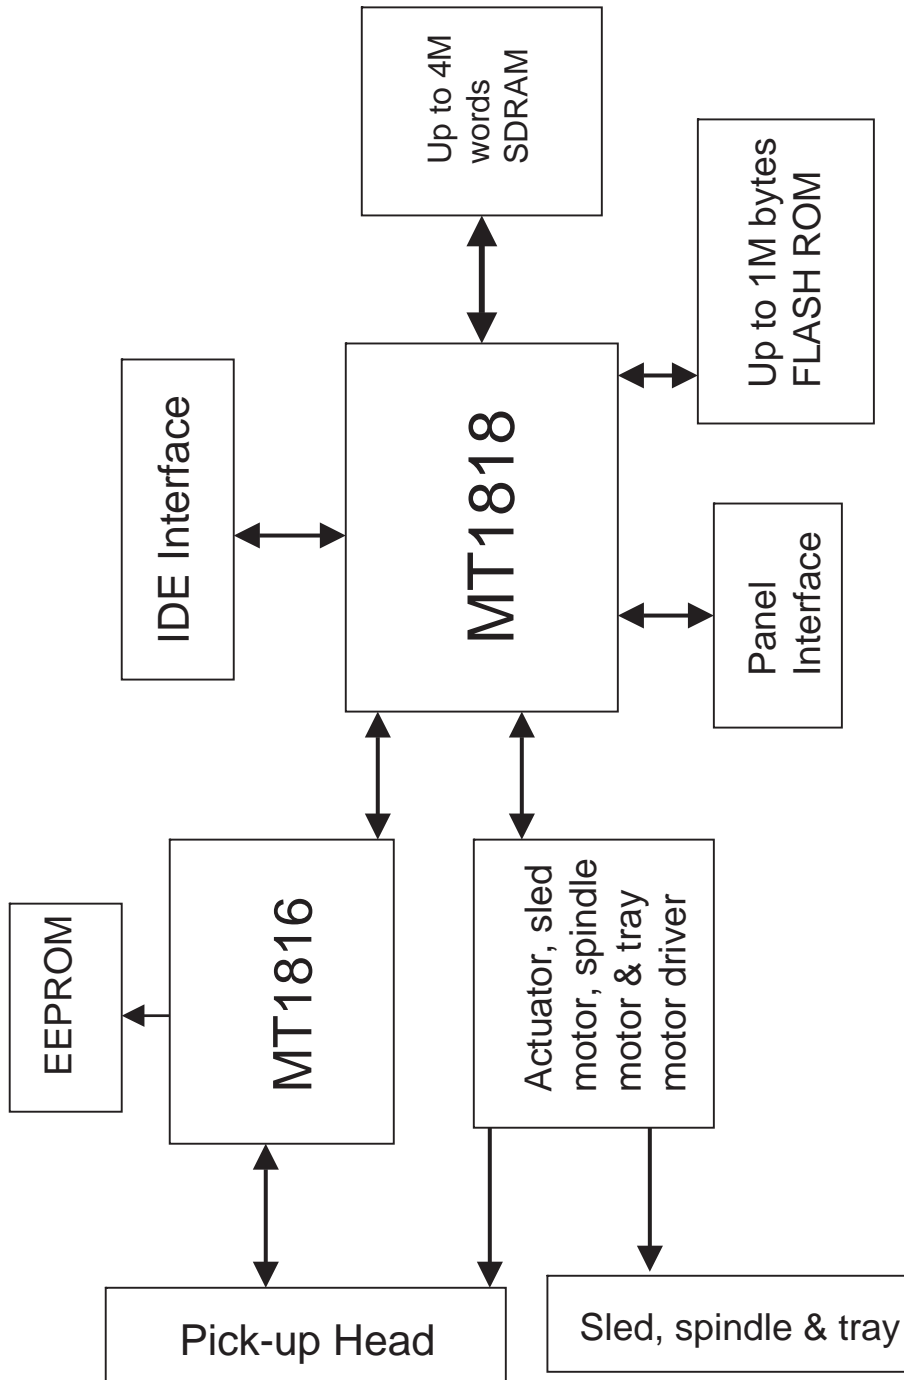 Up to 4M
words
SDRAM
Up to 1M bytes
FLASH ROM
IDE Interface
MT1818
Panel
Interface
EEPROM
MT1816
Actuator, sled
motor, spindle
motor & tray
motor driver
Pick-up Head
Sled, spindle & tray